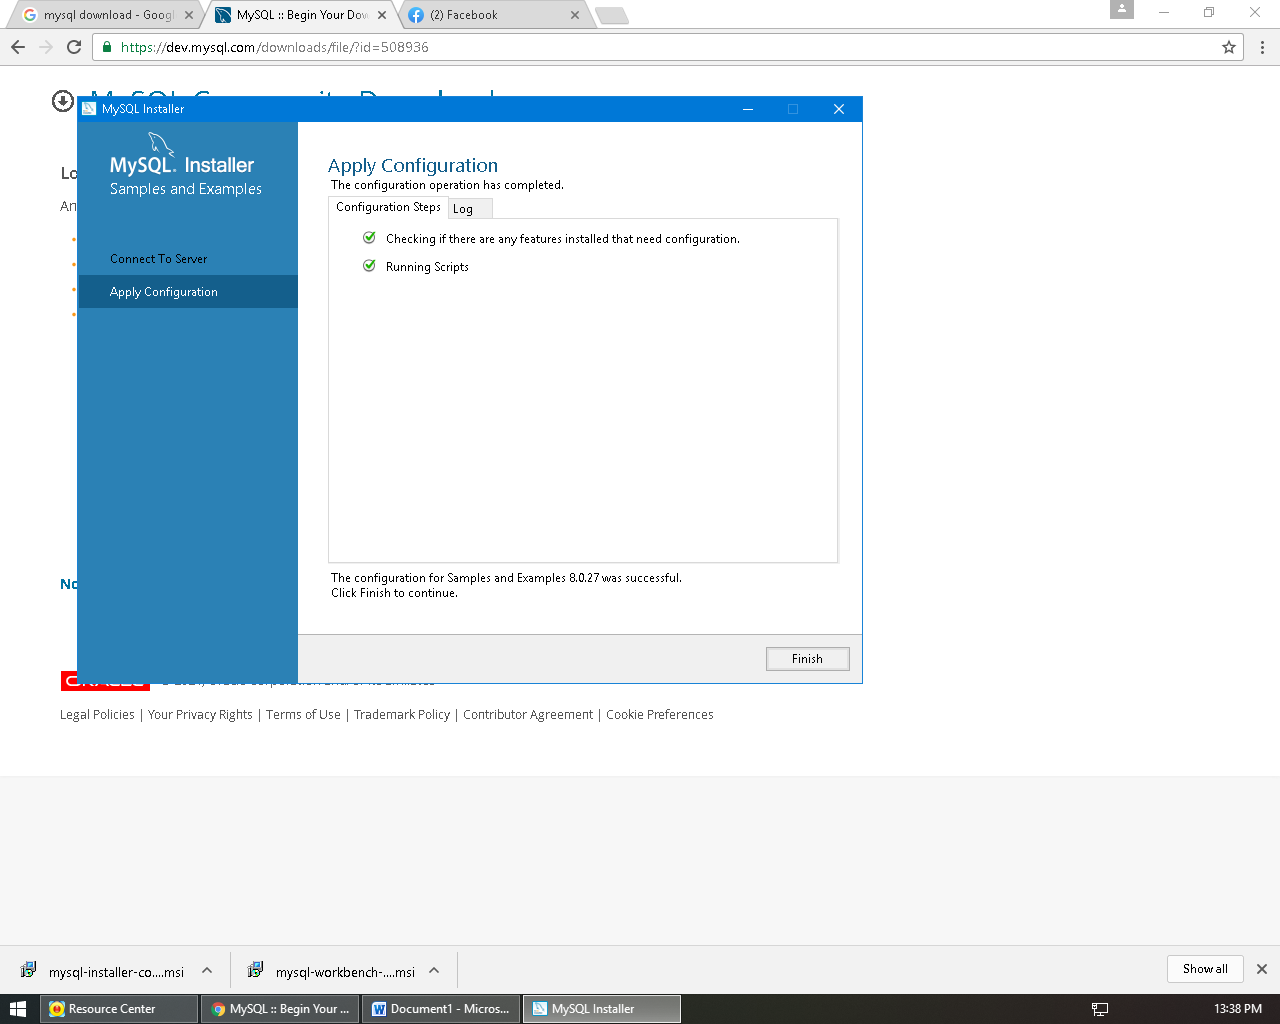 mysql download - Googl
MySQL :: Begin Your Dow
(2) Facebook
https://dev.mysql.com/downloads/file/?id=508936
MySQL Installer
MySQL. Installer
Samples and Examples
Connect To Server
Apply Configuration
Apply Configuration
The configuration operation has completed.
Configuration Steps
Log
Checking if there are any features installed that need configuration.
Running Scripts
The configuration for Samples and Examples 8.0.27 was successful.
Click Finish to continue.
Finish
Legal Policies | Your Privacy Rights | Terms of Use | Trademark Policy | Contributor Agreement | Cookie Preferences
mysql-installer-co....msi
mysql-workbench-....msi
Show all
Resource Center
MySQL :: Begin Your ...
Document1 - Micros...
MySQL Installer
13:38 PM